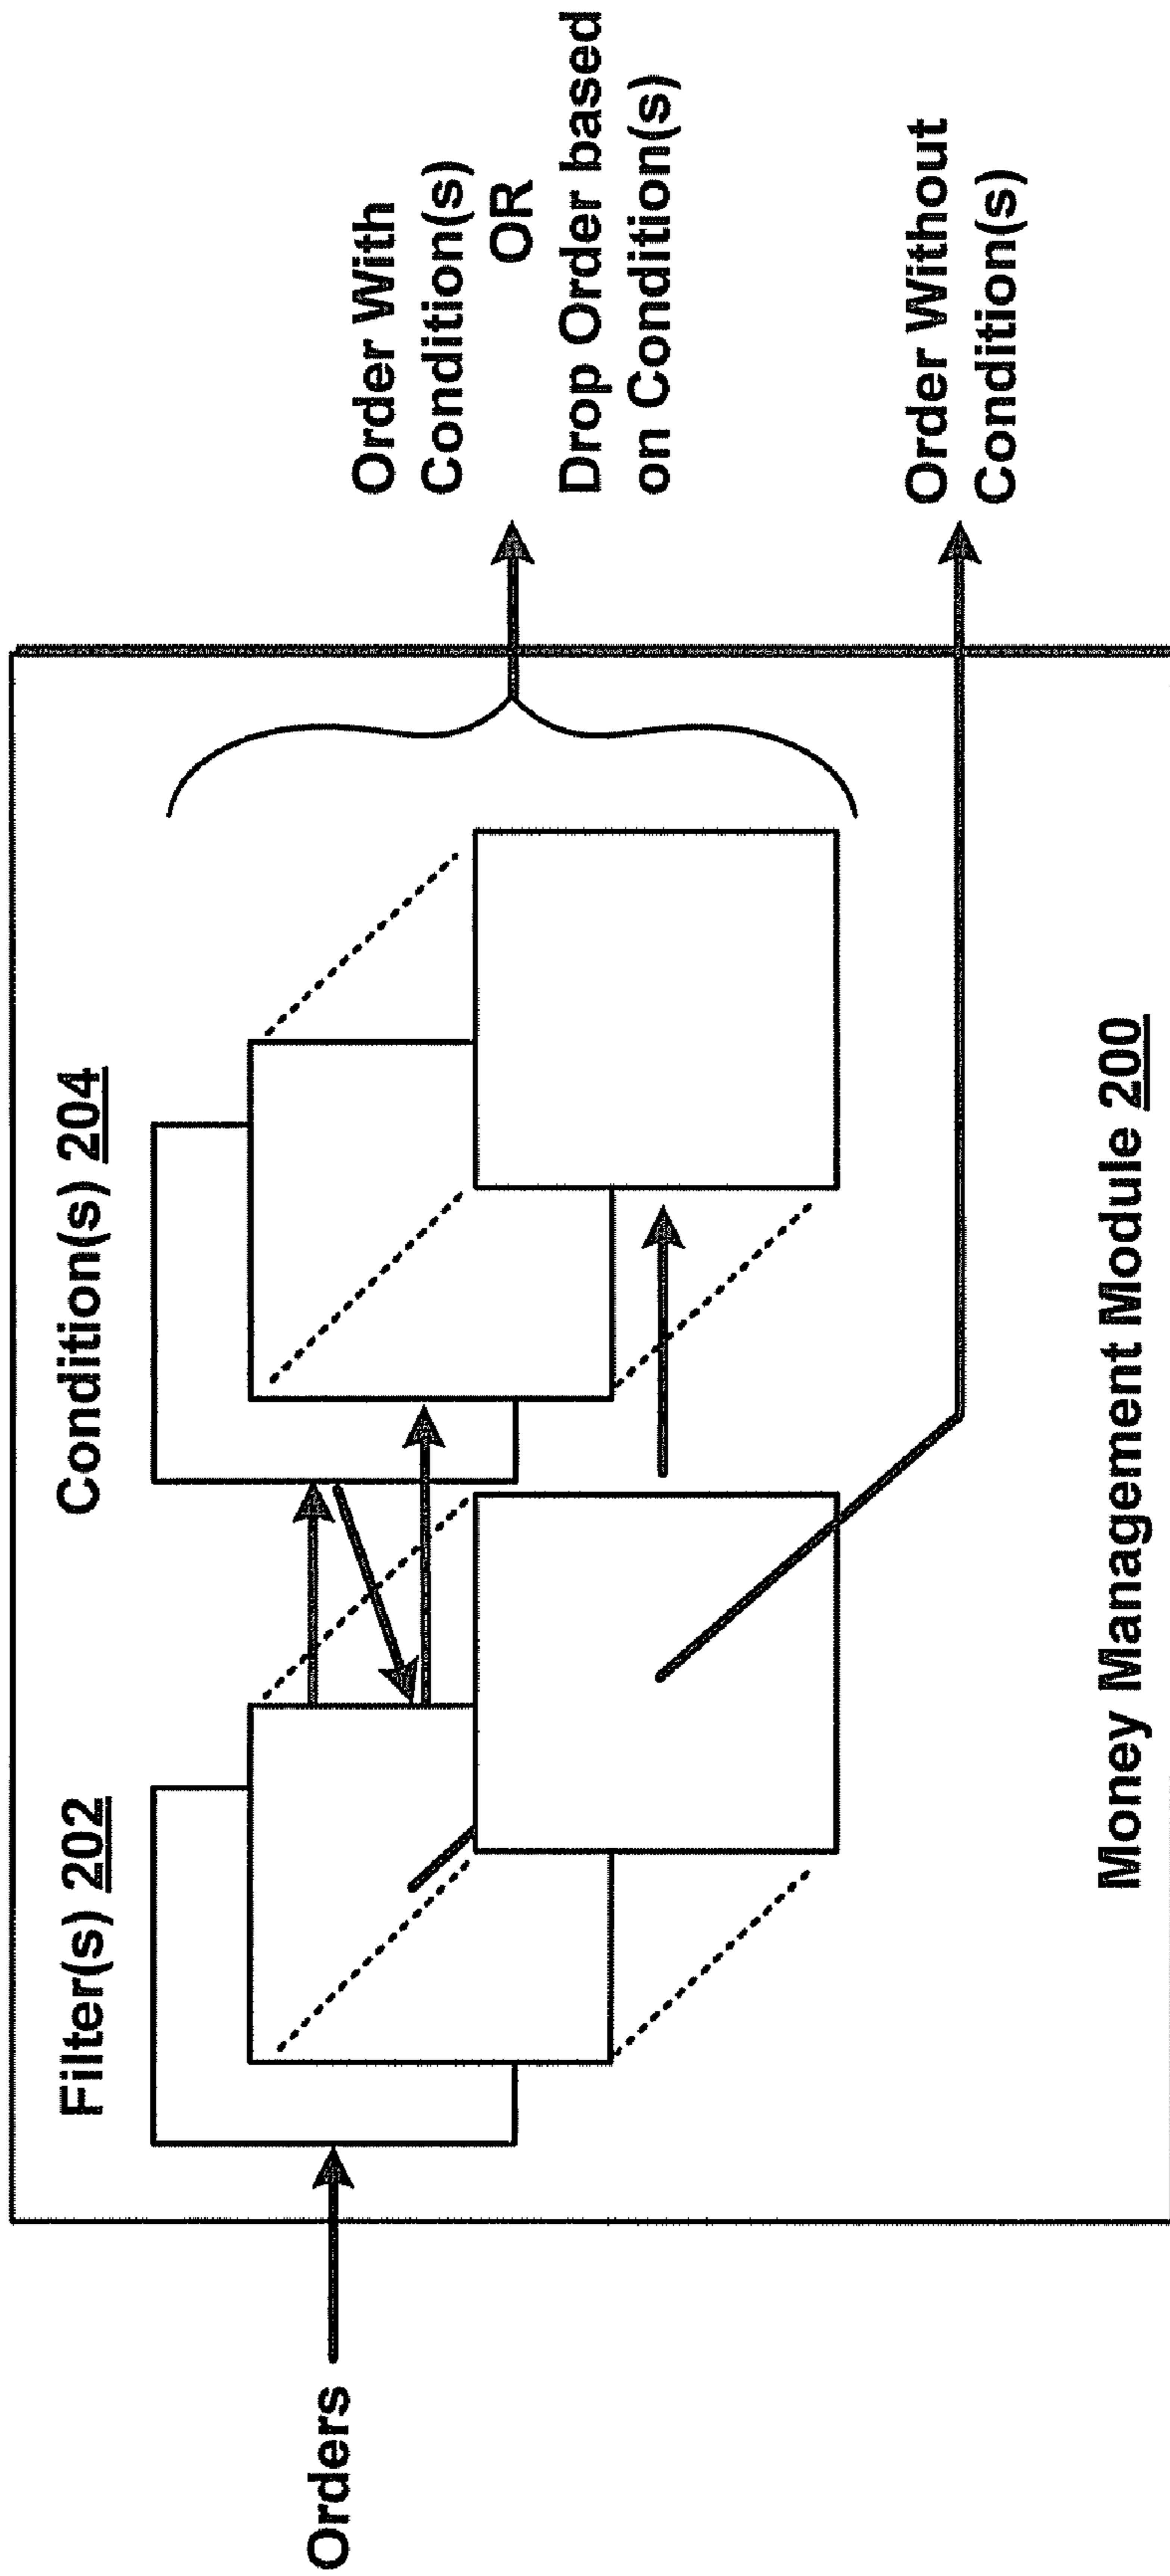 Orders
Filter(s) 202
Condition(s) 204
Order With
Condition(s)
OR
Drop Order based
on Condition(s)
Order Without
Condition(s)
Money Management Module 200